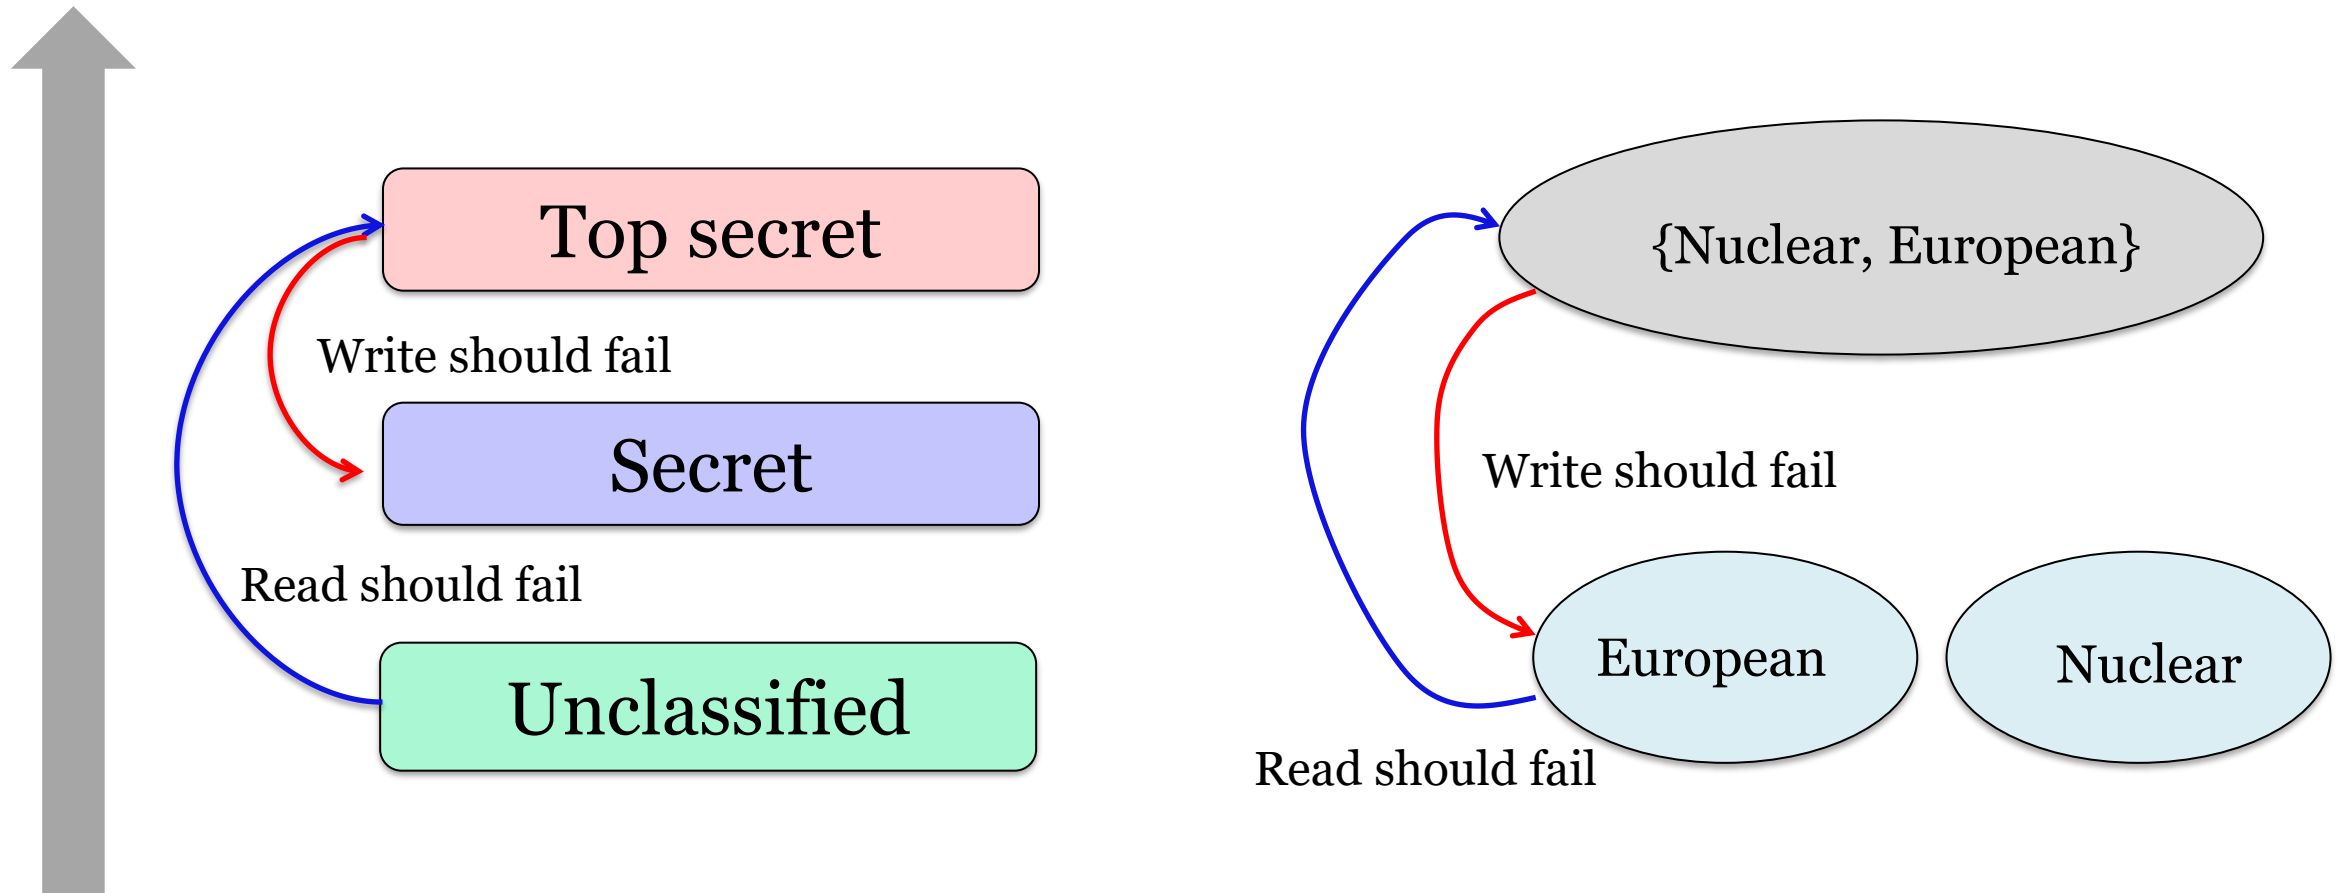 Top secret
Write should fail
Secret
Read should fail
Unclassified
{Nuclear, European}
Write should fail
European
Nuclear
Read should fail